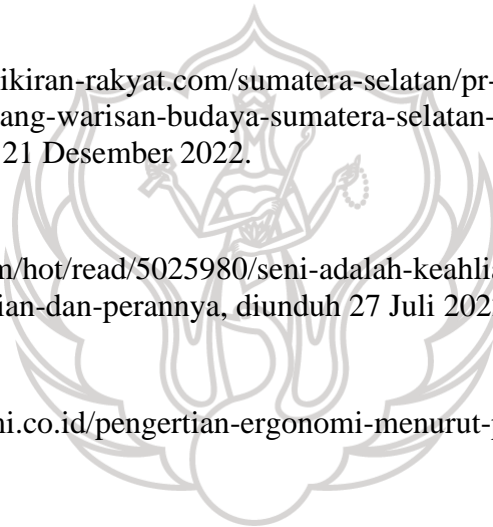 ikiran-rakyat.com/sumatera-selatan/pr-
ang-warisan-budaya-sumatera-selatan-
21 Desember 2022.
m/hot/read/5025980/seni-adalah-keahlia
ian-dan-perannya, diunduh 27 Juli 202
ni.co.id/pengertian-ergonomi-menurut-p